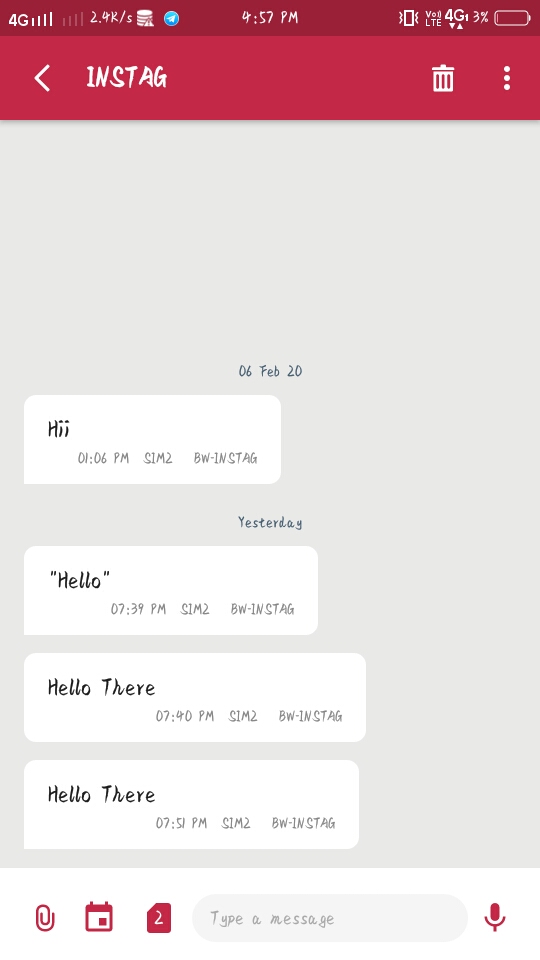 4G 2.4K/s 4:57 PM VoD LTE 4G 3%
INSTAG
06 Feb 20
Hii
01:06 PM SIM2 BW-INSTAG
Yesterday
"Hello"
07:39 PM SIM2 BW-INSTAG
Hello There
07:40 PM SIM2 BW-INSTAG
Hello There
07:51 PM SIM2 BW-INSTAG
2 Type a message